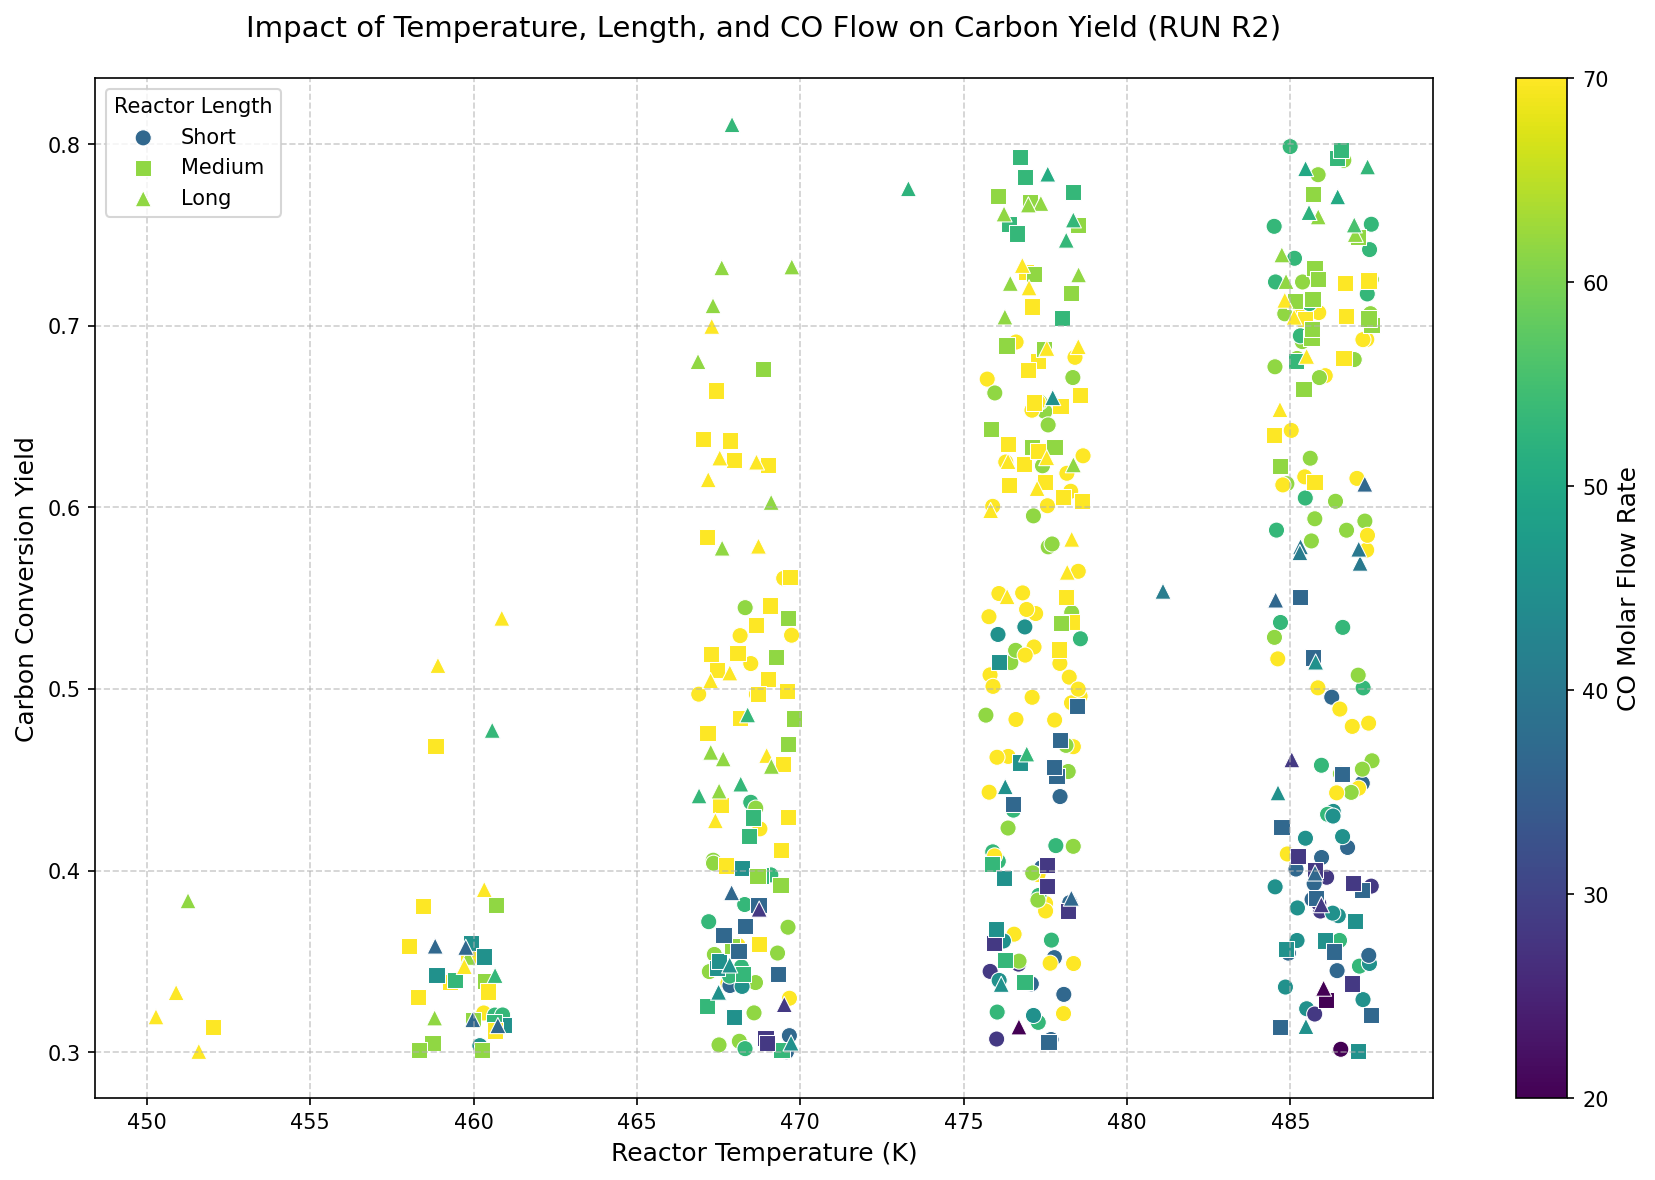 Impact of Temperature, Length, and CO Flow on Carbon Yield (RUN R2)
Reactor Length
Short
Medium
Long
0.8
0.7
0.6
0.5
0.4
0.3
Carbon Conversion Yield
450
455
460
465
470
475
480
485
Reactor Temperature (K)
70
60
50
40
30
20
CO Molar Flow Rate